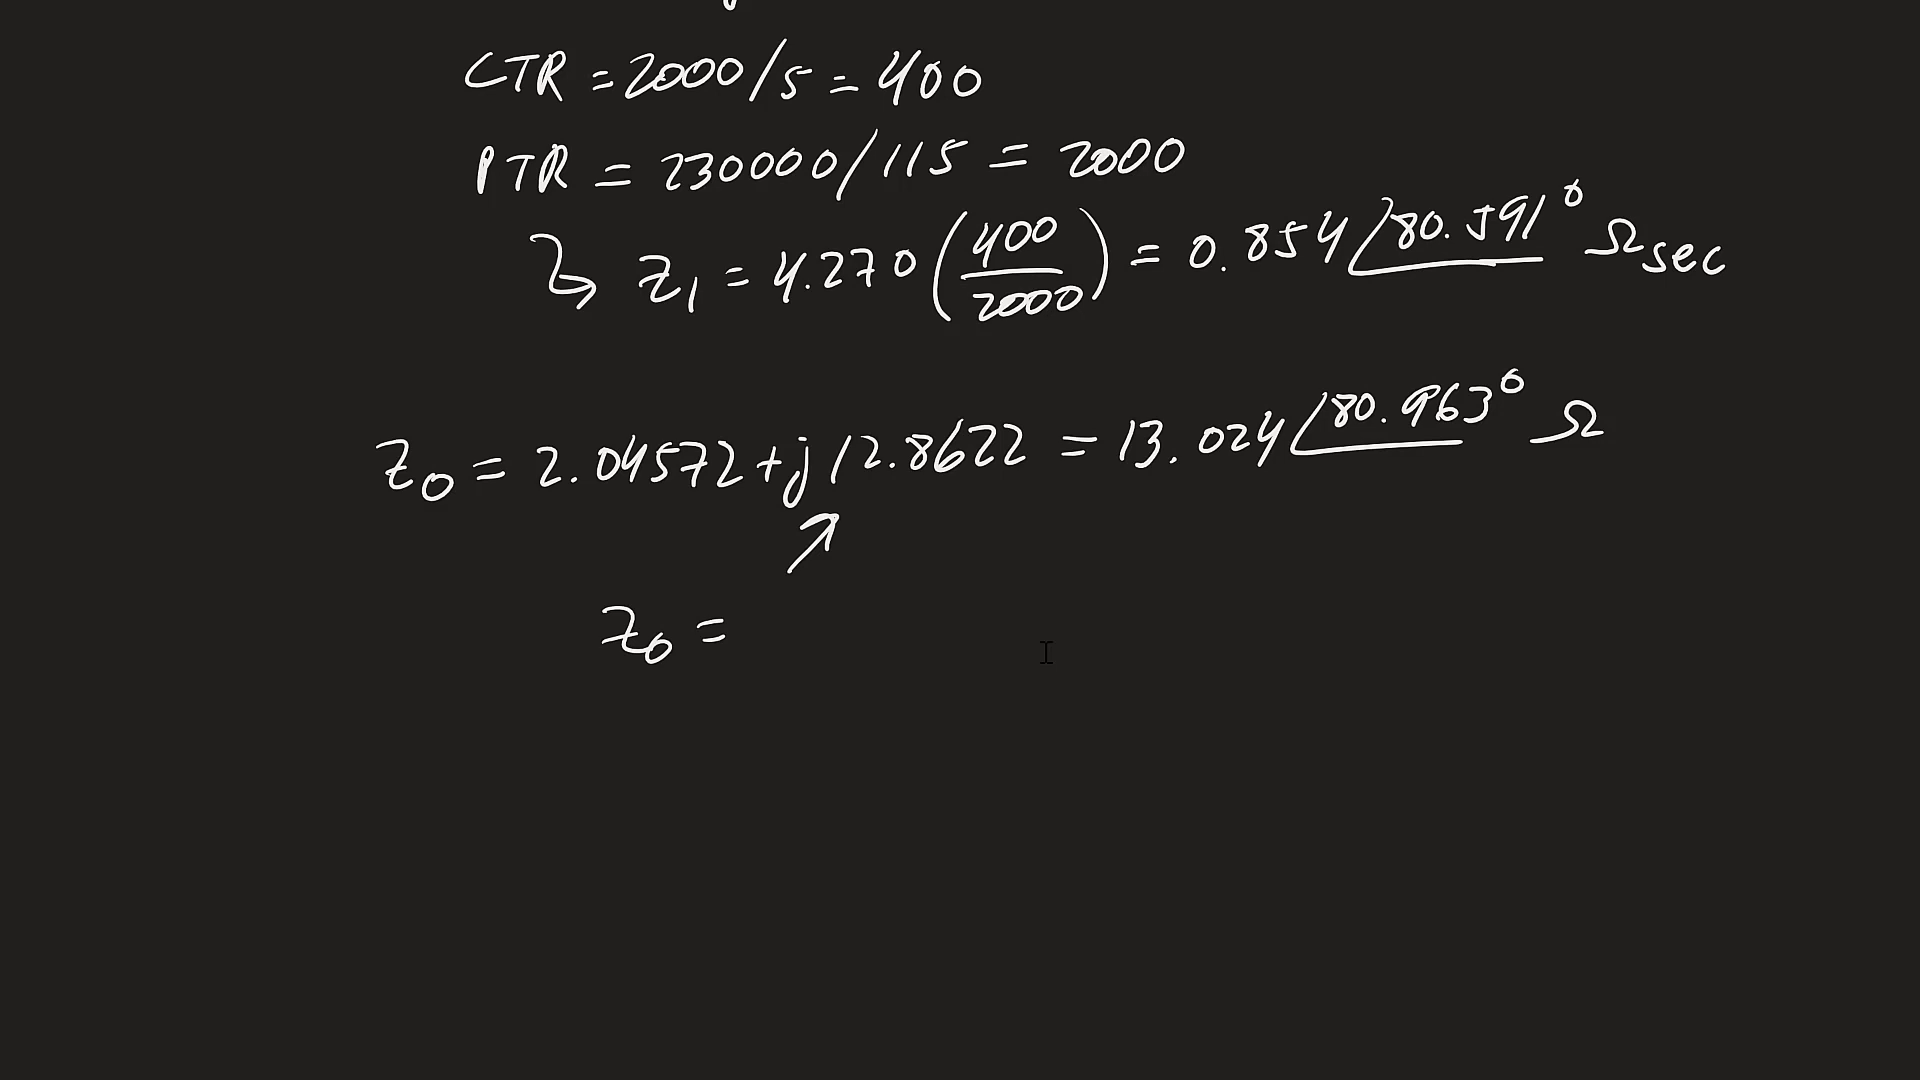 CTR = 2000/5 = 400
PTR = 230000/115 = 2000
↳ Z₁ = 4.270 (400/2000) = 0.854 ∠80.591° Ωsec
Z₀ = 2.04572 + j12.8622 = 13.024 ∠80.963° Ω
Z₀ =